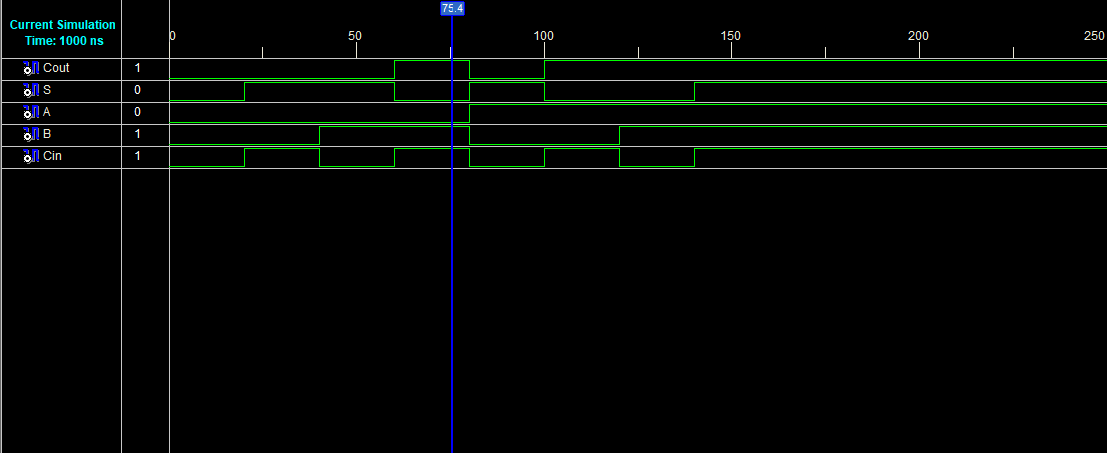 75.4
Current Simulation
Time: 1000 ns
0 50 100 150 200 250
Cout 1
S 0
A 0
B 1
Cin 1